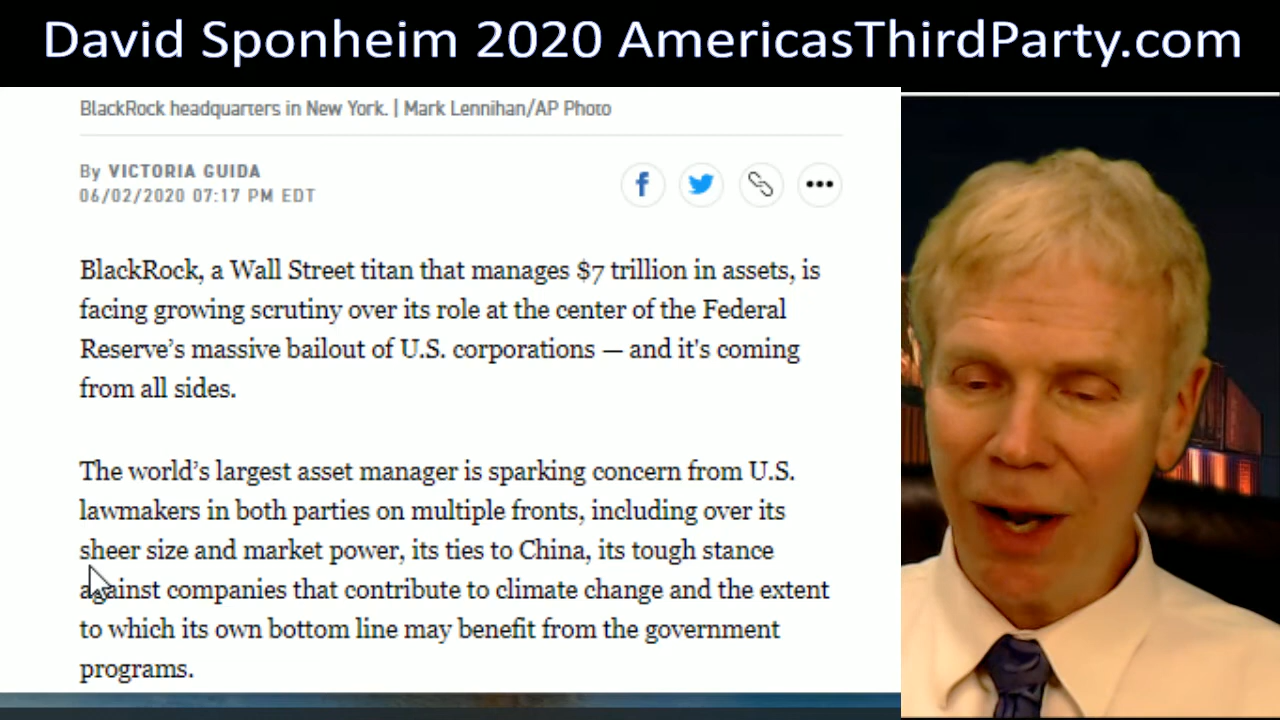 David Sponheim 2020 AmericasThirdParty.com
BlackRock headquarters in New York. | Mark Lennihan/AP Photo
By VICTORIA GUIDA
06/02/2020 07:17 PM EDT
BlackRock, a Wall Street titan that manages $7 trillion in assets, is
facing growing scrutiny over its role at the center of the Federal
Reserve’s massive bailout of U.S. corporations — and it's coming
from all sides.
The world’s largest asset manager is sparking concern from U.S.
lawmakers in both parties on multiple fronts, including over its
sheer size and market power, its ties to China, its tough stance
against companies that contribute to climate change and the extent
to which its own bottom line may benefit from the government
programs.